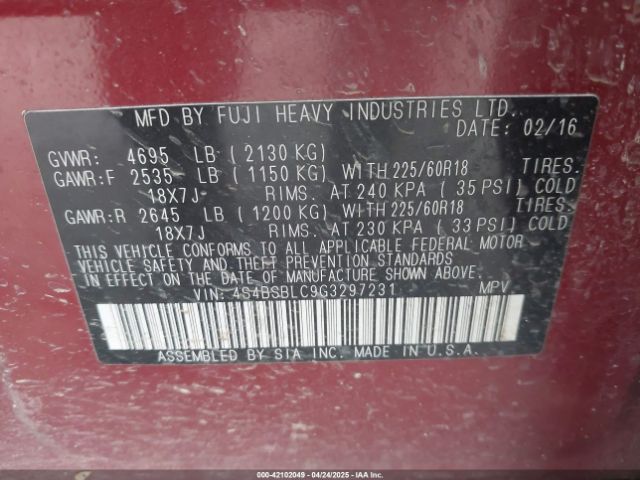 MFD BY FUJI HEAVY INDUSTRIES LTD.
DATE: 02/16
GVWR: 4695 LB ( 2130 KG)
GAWR:F 2535 LB ( 1150 KG) WITH 225/60R18 TIRES.
18X7J RIMS. AT 240 KPA ( 35 PSI) COLD
GAWR:R 2645 LB ( 1200 KG) WITH 225/60R18 TIRES.
18X7J RIMS. AT 230 KPA ( 33 PSI) COLD
THIS VEHICLE CONFORMS TO ALL APPLICABLE FEDERAL MOTOR
VEHICLE SAFETY AND THEFT PREVENTION STANDARDS
IN EFFECT ON THE DATE OF MANUFACTURE SHOWN ABOVE.
VIN: 4S4BSBLC9G3297231 MPV
ASSEMBLED BY SIA INC. MADE IN U.S.A.
000-42102049 - 04/24/2025 - IAAI.COM